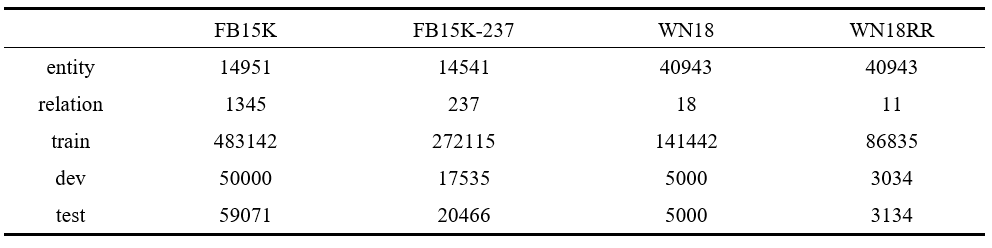 FB15K FB15K-237 WN18 WN18RR
entity 14951 14541 40943 40943
relation 1345 237 18 11
train 483142 272115 141442 86835
dev 50000 17535 5000 3034
test 59071 20466 5000 3134